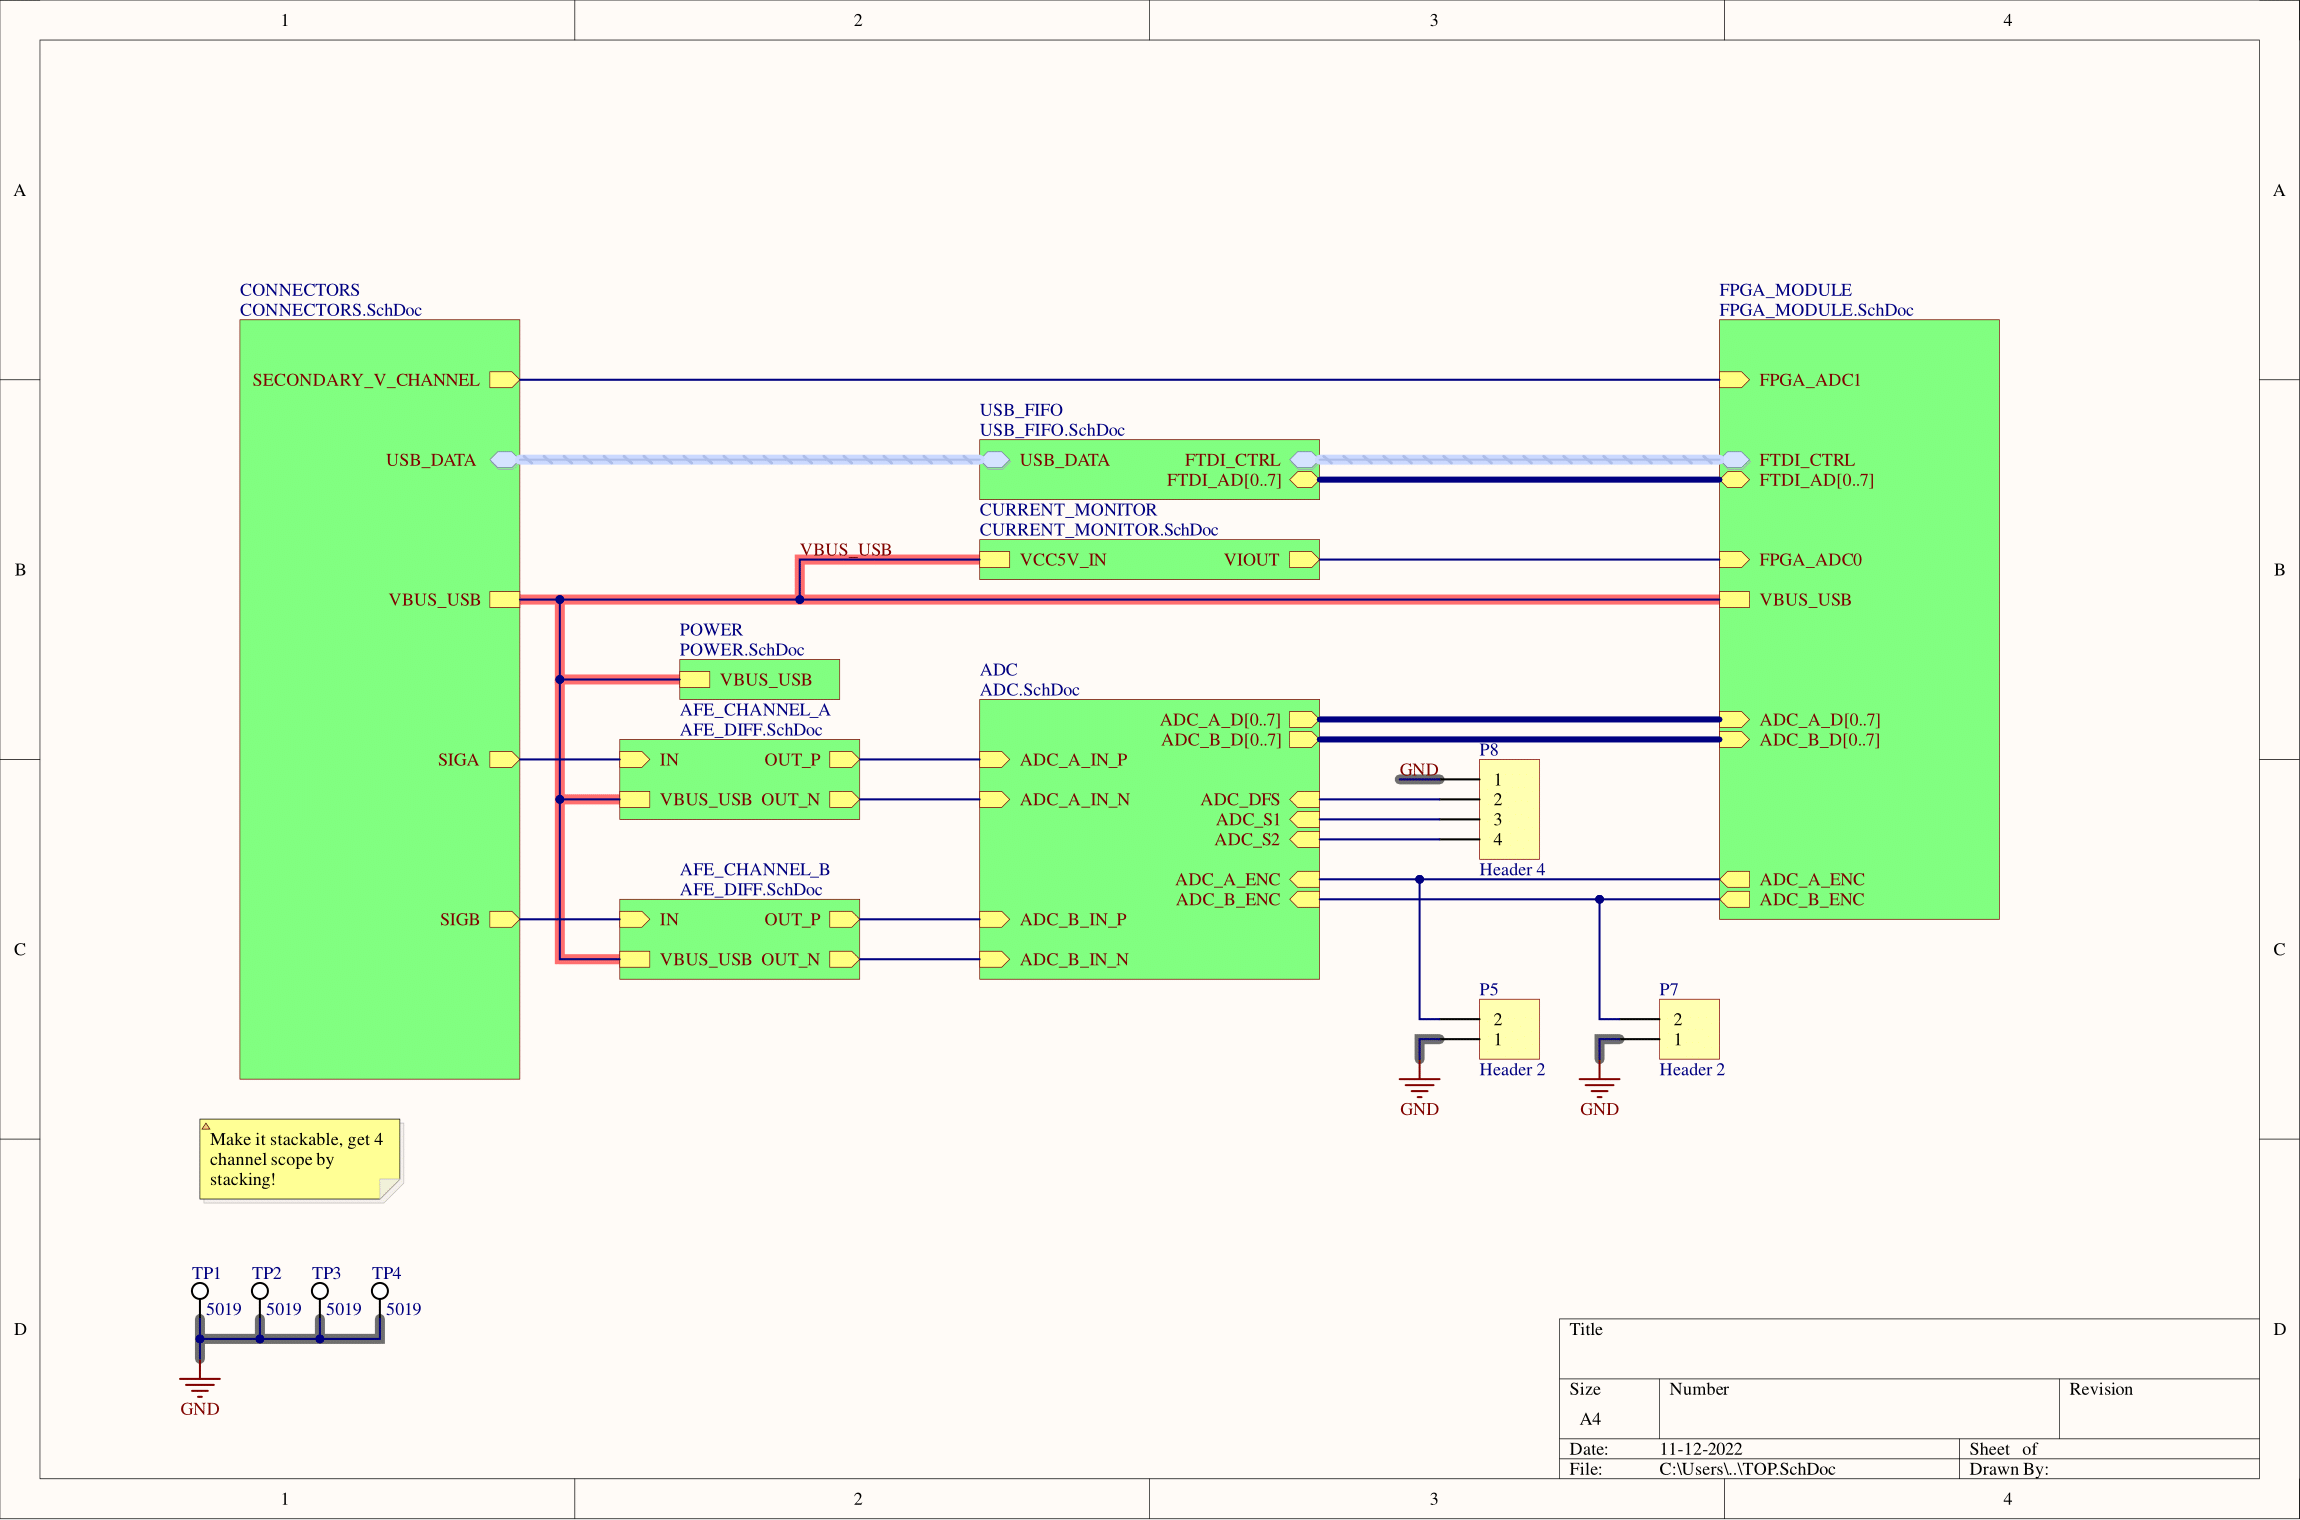 1 2 3 4
A A
CONNECTORS
CONNECTORS.SchDoc
FPGA_MODULE
FPGA_MODULE.SchDoc
SECONDARY_V_CHANNEL FPGA_ADC1
USB_FIFO
USB_FIFO.SchDoc
USB_DATA USB_DATA FTDI_CTRL FTDI_CTRL
FTDI_AD[0..7] FTDI_AD[0..7]
CURRENT_MONITOR
CURRENT_MONITOR.SchDoc
VBUS_USB
VCC5V_IN VIOUT FPGA_ADC0
B B
VBUS_USB VBUS_USB
POWER
POWER.SchDoc
VBUS_USB
ADC
ADC.SchDoc
AFE_CHANNEL_A
AFE_DIFF.SchDoc
ADC_A_D[0..7] ADC_A_D[0..7]
ADC_B_D[0..7] ADC_B_D[0..7]
P8
SIGA IN OUT_P ADC_A_IN_P
GND 1
VBUS_USB OUT_N ADC_A_IN_N ADC_DFS 2
ADC_S1 3
ADC_S2 4
Header 4
AFE_CHANNEL_B
AFE_DIFF.SchDoc
ADC_A_ENC ADC_A_ENC
ADC_B_ENC ADC_B_ENC
SIGB IN OUT_P ADC_B_IN_P
C C
VBUS_USB OUT_N ADC_B_IN_N
P5 P7
2 2
1 1
Header 2 Header 2
GND GND
Make it stackable, get 4
channel scope by
stacking!
TP1 TP2 TP3 TP4
5019 5019 5019 5019
D D
GND
Title
Size Number Revision
A4
Date: 11-12-2022 Sheet of
File: C:\Users\..\TOP.SchDoc Drawn By:
1 2 3 4